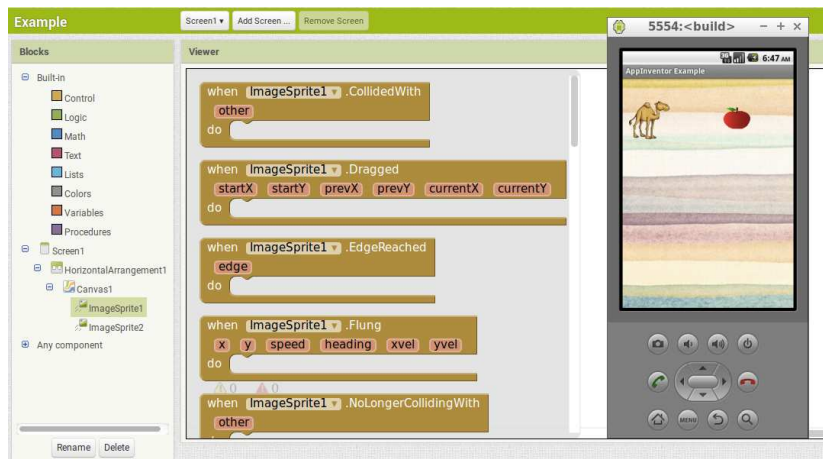 Example
Screen1 ▾ Add Screen ... Remove Screen
Blocks
Built-in
Control
Logic
Math
Text
Lists
Colors
Variables
Procedures
Screen1
HorizontalArrangement1
Canvas1
ImageSprite1
ImageSprite2
Any component
Rename Delete
Viewer
when ImageSprite1 .CollidedWith
other
do
when ImageSprite1 .Dragged
startX startY prevX prevY currentX currentY
do
when ImageSprite1 .EdgeReached
edge
do
when ImageSprite1 .Flung
x y speed heading xvel yvel
do
0 0
when ImageSprite1 .NoLongerCollidingWith
other
5554:<build> - + ×
3G 6:47 AM
AppInventor Example
MENU